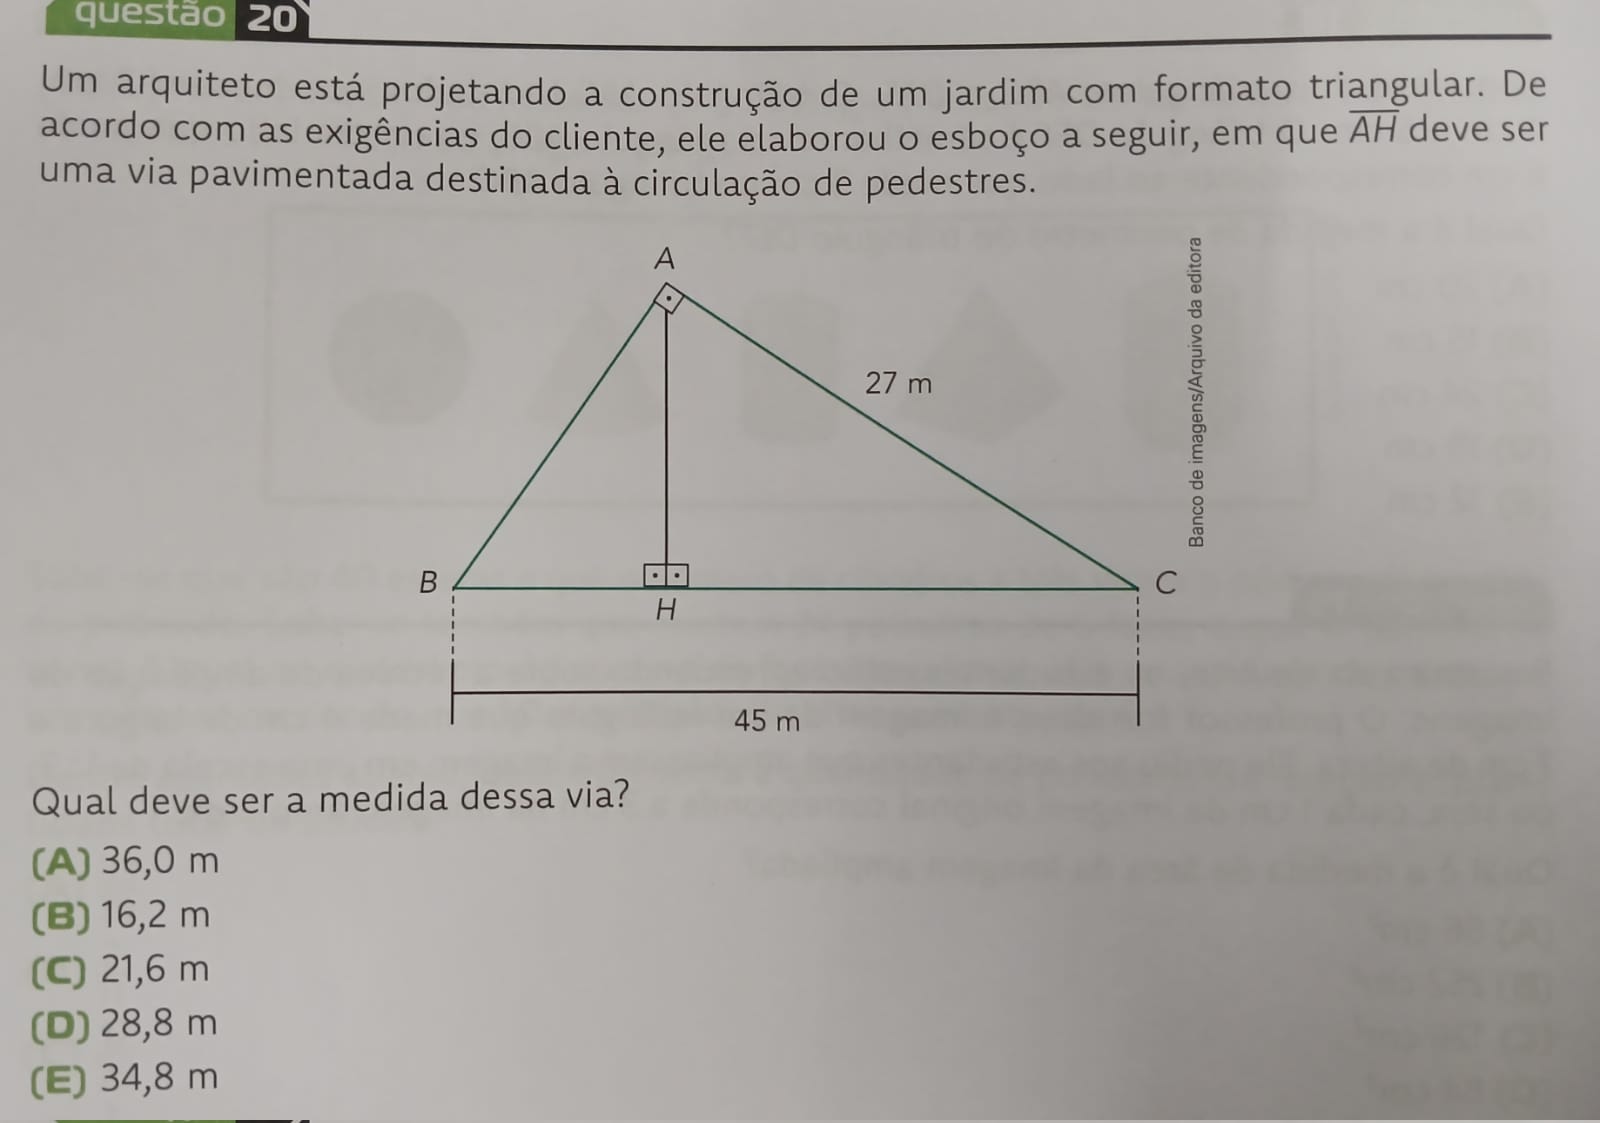 questão 20
Um arquiteto está projetando a construção de um jardim com formato triangular. De
acordo com as exigências do cliente, ele elaborou o esboço a seguir, em que AH deve ser
uma via pavimentada destinada à circulação de pedestres.
A
27 m
Banco de imagens/Arquivo da editora
B
C
H
45 m
Qual deve ser a medida dessa via?
(A) 36,0 m
(B) 16,2 m
(C) 21,6 m
(D) 28,8 m
(E) 34,8 m